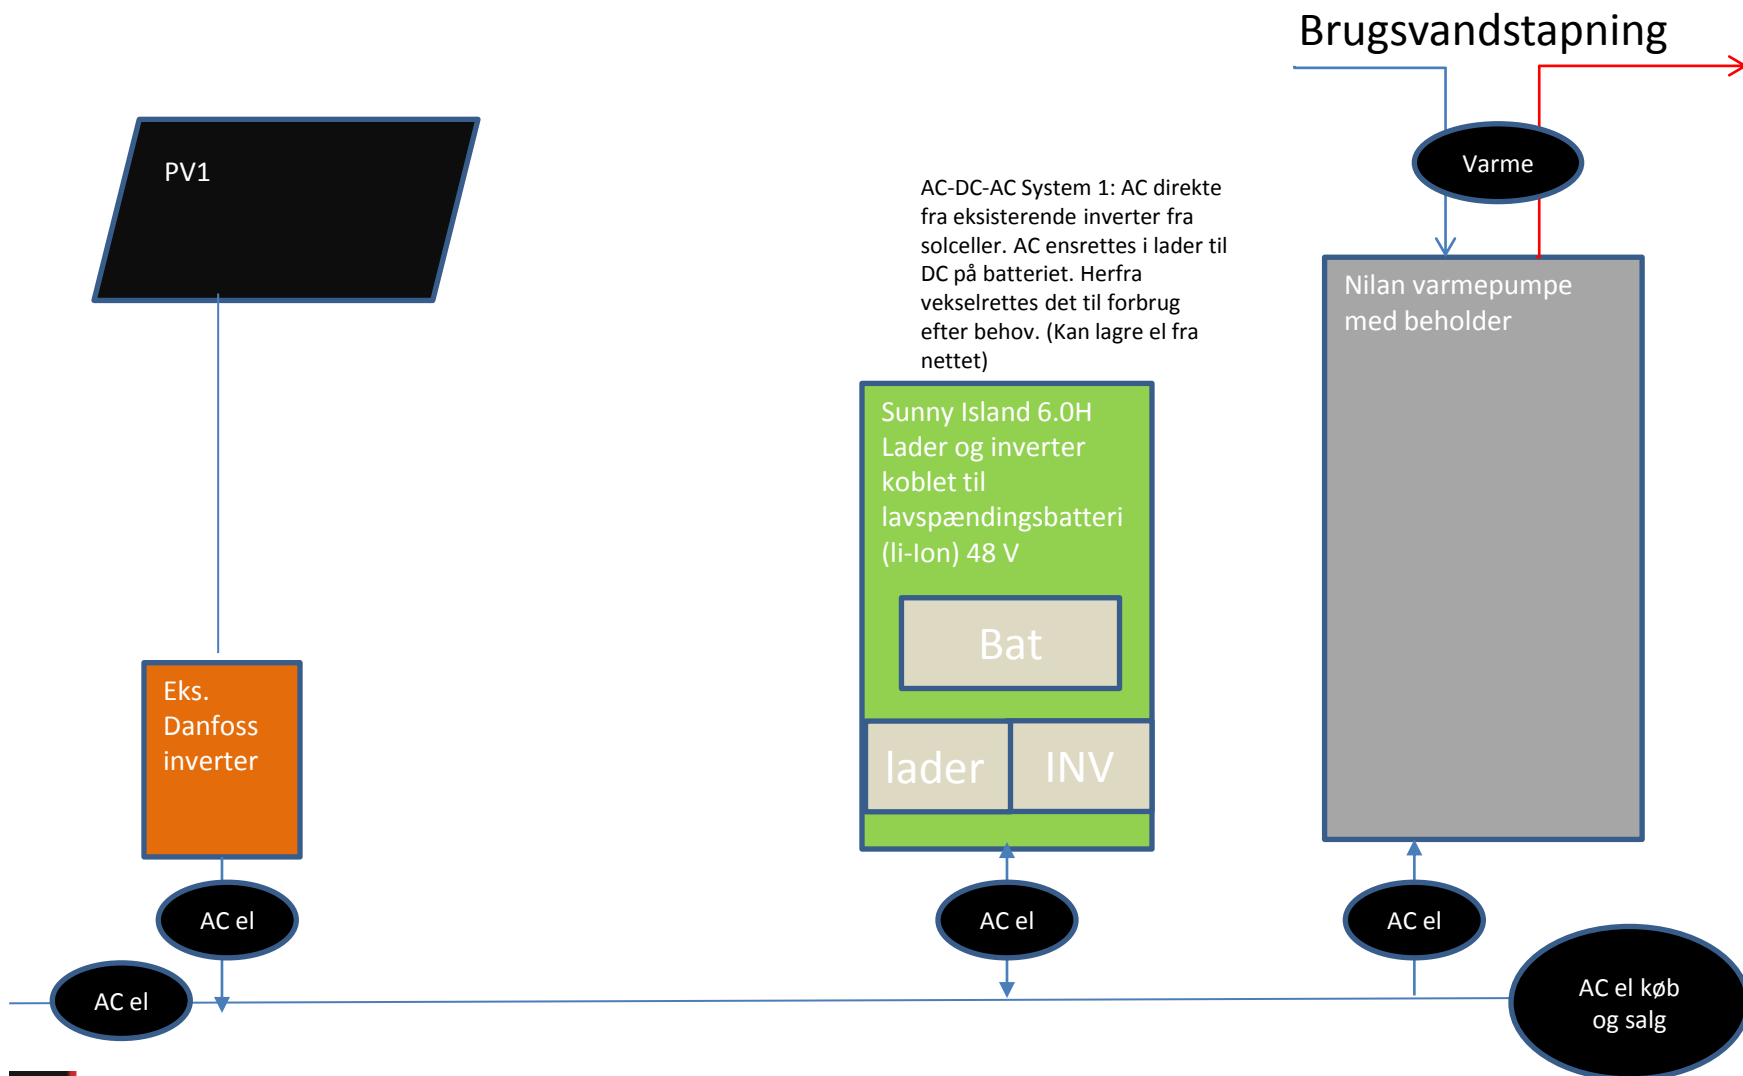 Brugsvandstapning
PV1
Varme
AC-DC-AC System 1: AC direkte
fra eksisterende inverter fra
solceller. AC ensrettes i lader til
DC på batteriet. Herfra
vekselrettes det til forbrug
efter behov. (Kan lagre el fra
nettet)
Nilan varmepumpe
med beholder
Sunny Island 6.0H
Lader og inverter
koblet til
lavspændingsbatteri
(li-Ion) 48 V
Bat
Eks.
Danfoss
inverter
lader
INV
AC el
AC el
AC el
AC el
AC el køb
og salg